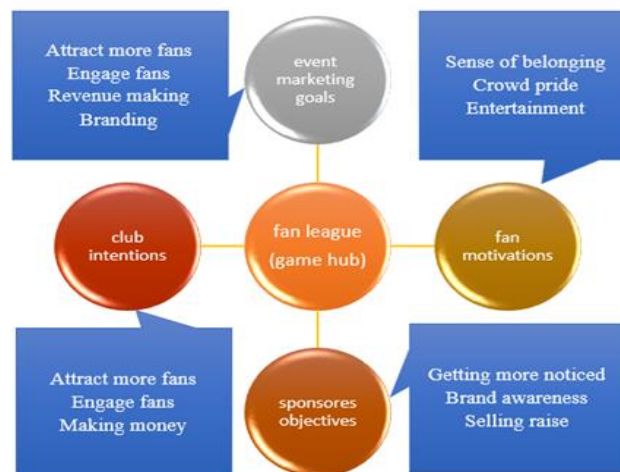 Attract more fans
Engage fans
Revenue making
Branding
event
marketing
goals
Sense of belonging
Crowd pride
Entertainment
club
intentions
fan league
(game hub)
fan
motivations
Attract more fans
Engage fans
Making money
sponsores
objectives
Getting more noticed
Brand awareness
Selling raise